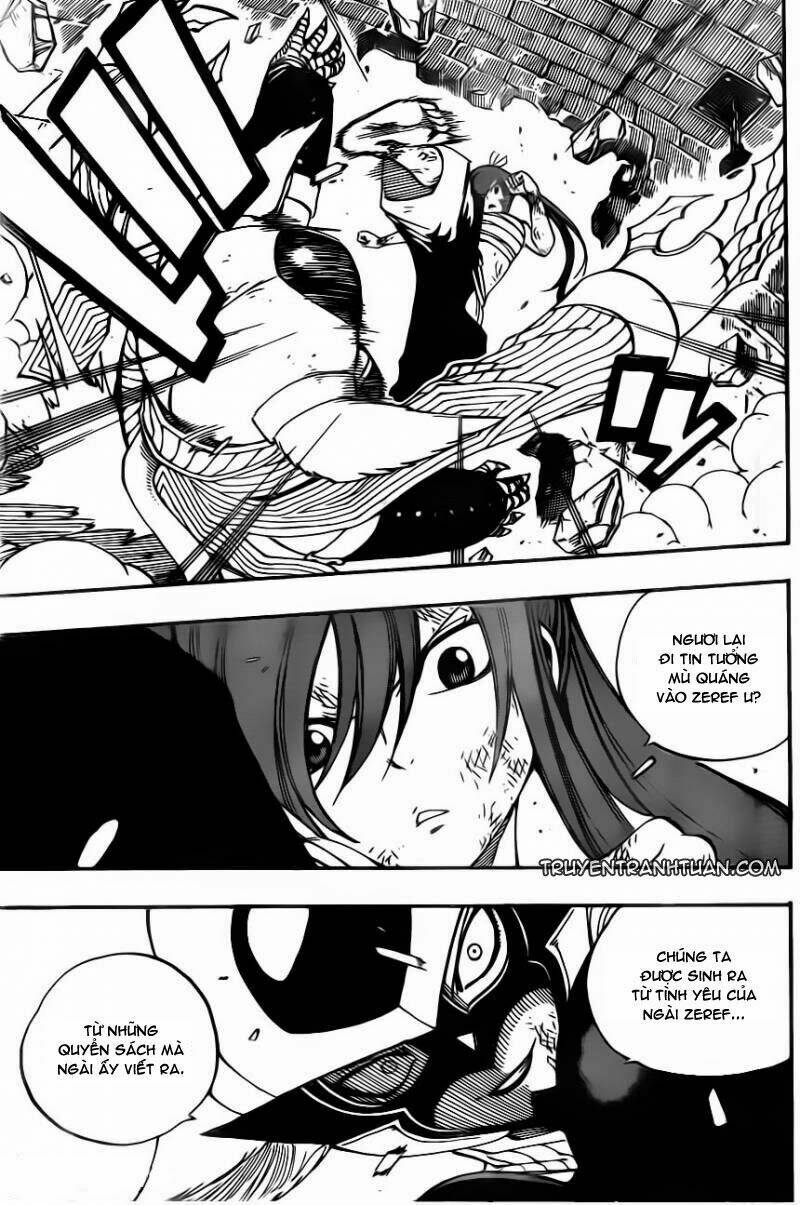 NGƯƠI LẠI
ĐI TIN TƯỞNG
MÙ QUÁNG
VÀO ZEREF Ư?
TRUYENTRANHTUAN.COM
CHÚNG TA
ĐƯỢC SINH RA
TỪ TÌNH YÊU CỦA
NGÀI ZEREF...
TỪ NHỮNG
QUYỂN SÁCH MÀ
NGÀI ẤY VIẾT RA.